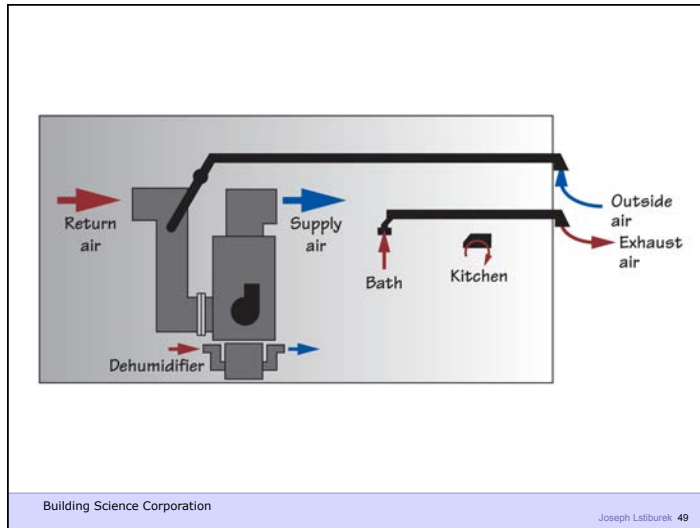 Return
air
Supply
air
Outside
air
Exhaust
air
Bath
Kitchen
Dehumidifier
Building Science Corporation
Joseph Lstiburek 49